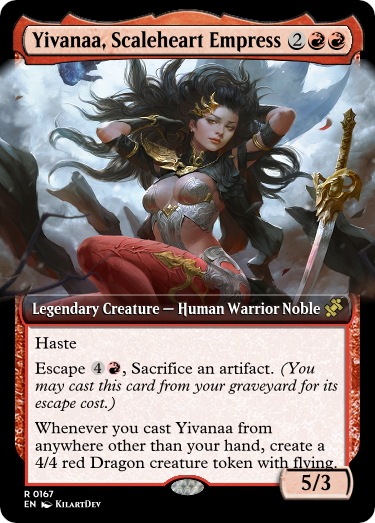 Yivanaa, Scaleheart Empress 2
Legendary Creature — Human Warrior Noble
Haste
Escape 4, Sacrifice an artifact. (You
may cast this card from your graveyard for its
escape cost.)
Whenever you cast Yivanaa from
anywhere other than your hand, create a
4/4 red Dragon creature token with flying.
5/3
R 0167
EN KilartDev